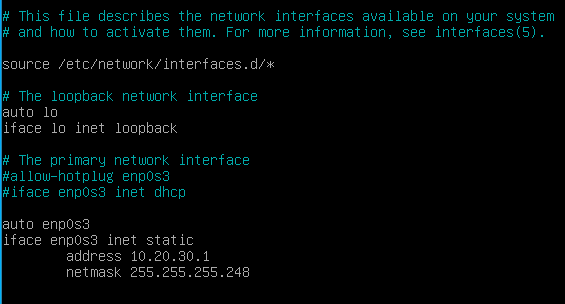 # This file describes the network interfaces available on your system
# and how to activate them. For more information, see interfaces(5).
source /etc/network/interfaces.d/*
# The loopback network interface
auto lo
iface lo inet loopback
# The primary network interface
#allow-hotplug enp0s3
#iface enp0s3 inet dhcp
auto enp0s3
iface enp0s3 inet static
address 10.20.30.1
netmask 255.255.255.248